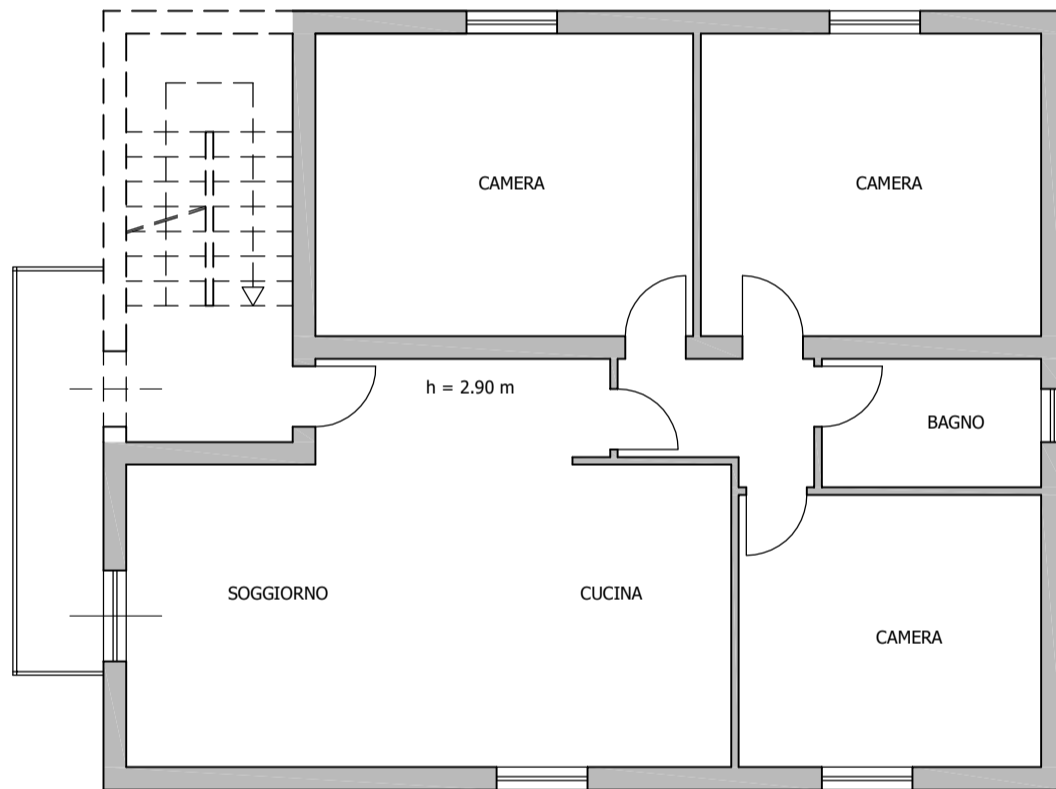 CAMERA
CAMERA
h = 2.90 m
BAGNO
SOGGIORNO
CUCINA
CAMERA